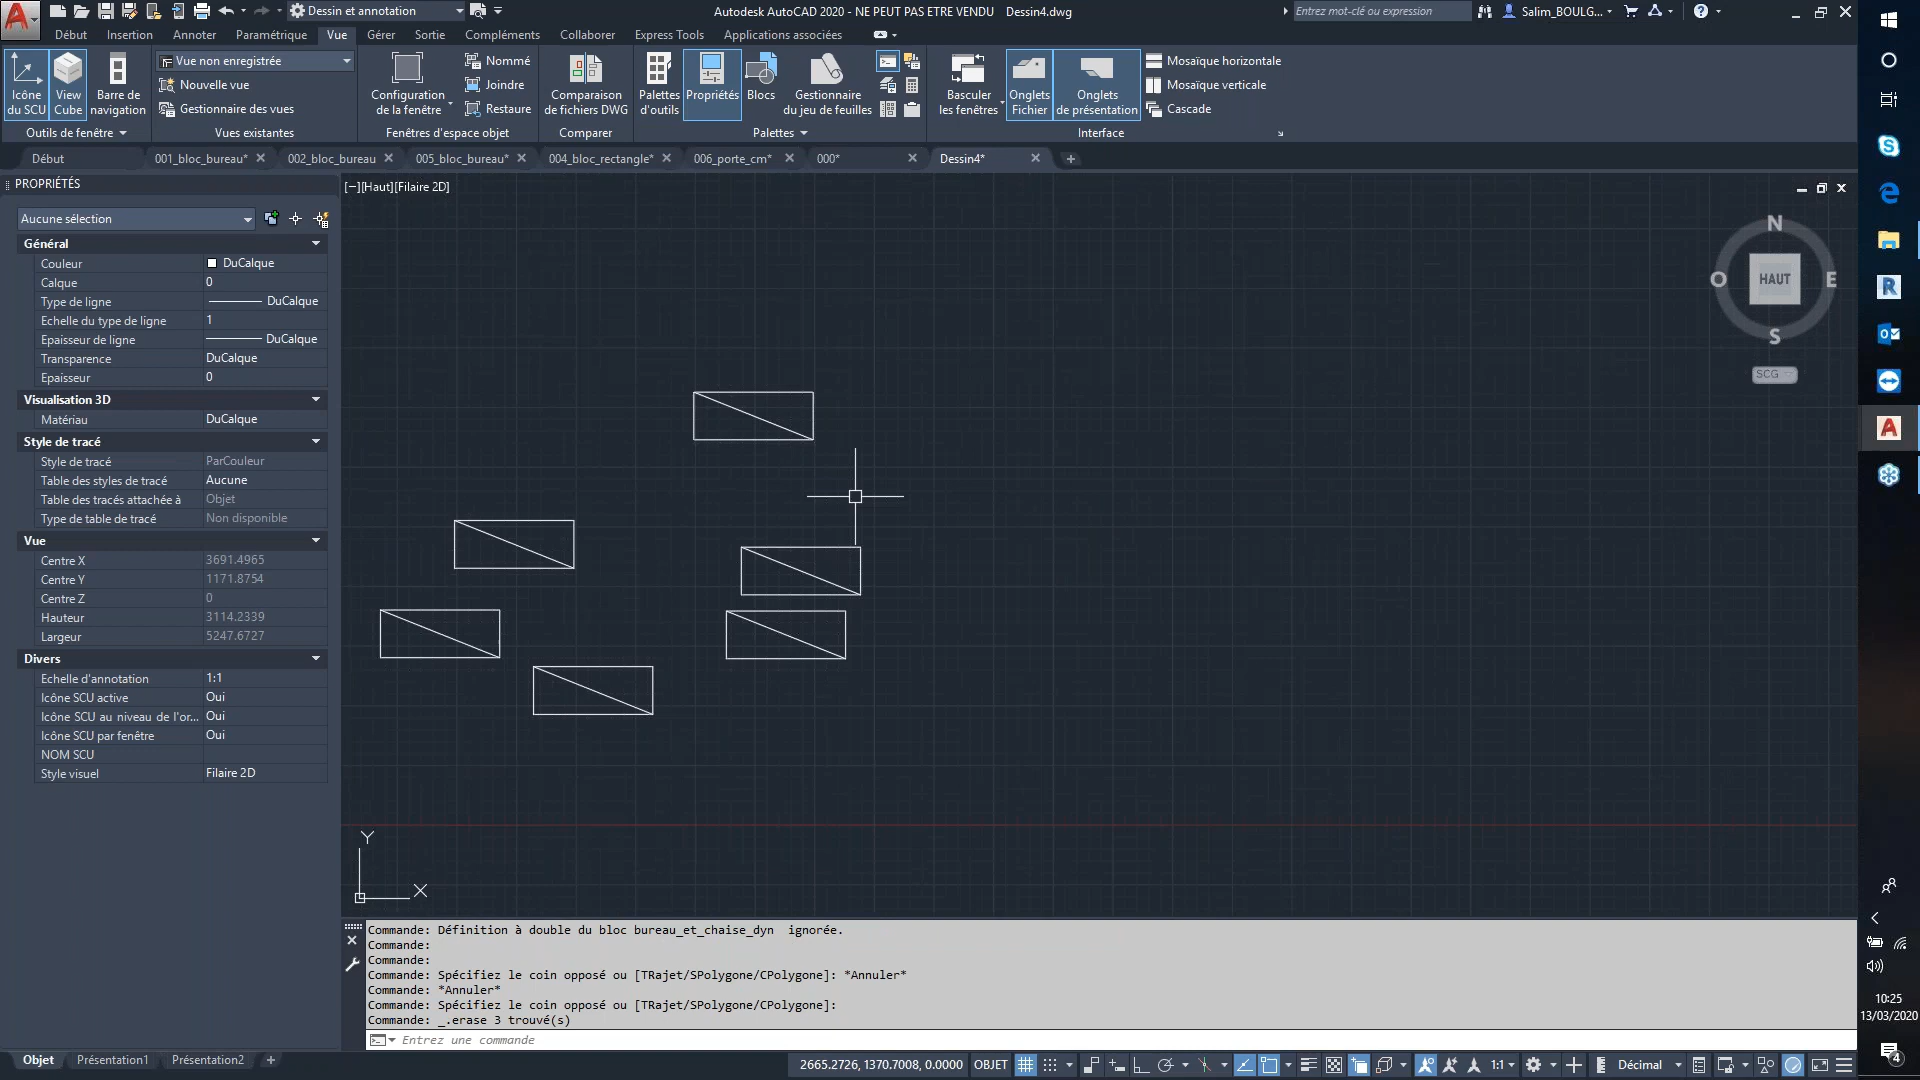 Dessin et annotation
Autodesk AutoCAD 2020 - NE PEUT PAS ETRE VENDU Dessin4.dwg
Entrez mot-clé ou expression
Salim_BOULG...
Début Insertion Annoter Paramétrique Vue Gérer Sortie Compléments Collaborer Express Tools Applications associées
Icône du SCU
View Cube
Barre de navigation
Outils de fenêtre
Vue non enregistrée
Nouvelle vue
Gestionnaire des vues
Vues existantes
Configuration de la fenêtre
Nommé
Joindre
Restaure
Fenêtres d'espace objet
Comparaison de fichiers DWG
Comparer
Palettes d'outils
Propriétés
Blocs
Gestionnaire du jeu de feuilles
Palettes
Basculer les fenêtres
Onglets Fichier
Onglets de présentation
Mosaïque horizontale
Mosaïque verticale
Cascade
Interface
Début 001_bloc_bureau* 002_bloc_bureau 005_bloc_bureau* 004_bloc_rectangle* 006_porte_cm* 000* Dessin4*
PROPRIÉTÉS
Aucune sélection
Général
Couleur DuCalque
Calque 0
Type de ligne DuCalque
Echelle du type de ligne 1
Epaisseur de ligne DuCalque
Transparence DuCalque
Epaisseur 0
Visualisation 3D
Matériau DuCalque
Style de tracé
Style de tracé ParCouleur
Table des styles de tracé Aucune
Table des tracés attachée à Objet
Type de table de tracé Non disponible
Vue
Centre X 3691.4965
Centre Y 1171.8754
Centre Z 0
Hauteur 3114.2339
Largeur 5247.6727
Divers
Echelle d'annotation 1:1
Icône SCU active Oui
Icône SCU au niveau de l'or... Oui
Icône SCU par fenêtre Oui
NOM SCU
Style visuel Filaire 2D
[−][Haut][Filaire 2D]
N
O HAUT E
S
SCG
Y
X
Commande: Définition à double du bloc bureau_et_chaise_dyn ignorée.
Commande:
Commande:
Commande: Spécifiez le coin opposé ou [TRajet/SPolygone/CPolygone]: *Annuler*
Commande: *Annuler*
Commande: Spécifiez le coin opposé ou [TRajet/SPolygone/CPolygone]:
Commande: _.erase 3 trouvé(s)
Entrez une commande
Objet Présentation1 Présentation2
2665.2726, 1370.7008, 0.0000 OBJET
1:1
Décimal
10:25
13/03/2020
4